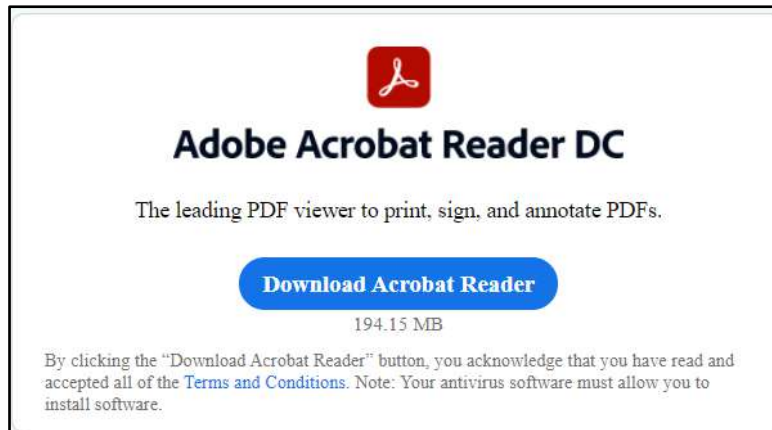 Adobe Acrobat Reader DC
The leading PDF viewer to print, sign, and annotate PDFs.
Download Acrobat Reader
194.15 MB
By clicking the “Download Acrobat Reader” button, you acknowledge that you have read and
accepted all of the Terms and Conditions. Note: Your antivirus software must allow you to
install software.